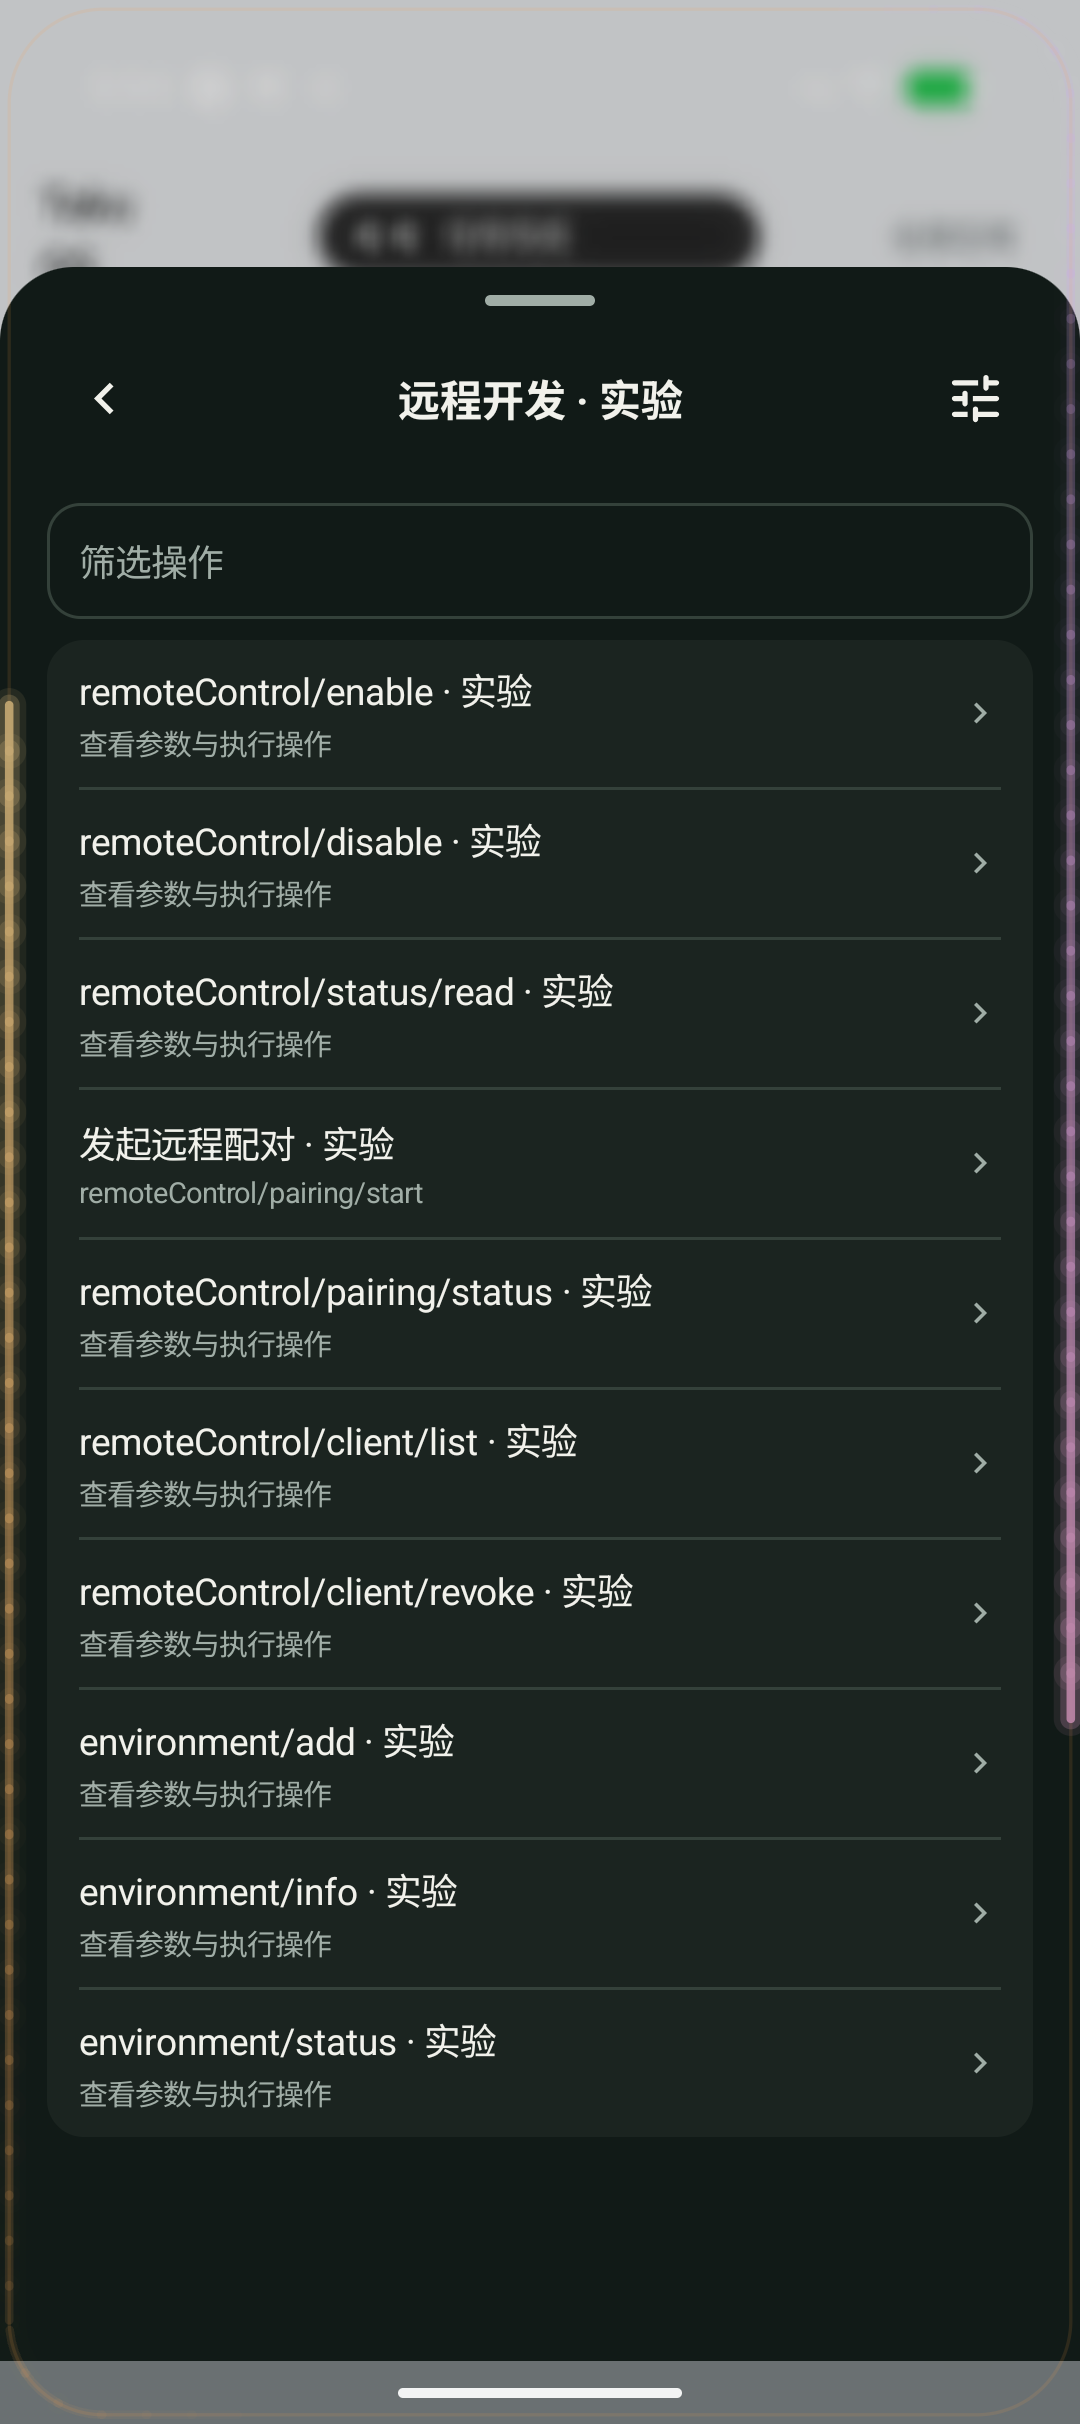 远程开发 · 实验
筛选操作
remoteControl/enable · 实验
查看参数与执行操作
remoteControl/disable · 实验
查看参数与执行操作
remoteControl/status/read · 实验
查看参数与执行操作
发起远程配对 · 实验
remoteControl/pairing/start
remoteControl/pairing/status · 实验
查看参数与执行操作
remoteControl/client/list · 实验
查看参数与执行操作
remoteControl/client/revoke · 实验
查看参数与执行操作
environment/add · 实验
查看参数与执行操作
environment/info · 实验
查看参数与执行操作
environment/status · 实验
查看参数与执行操作